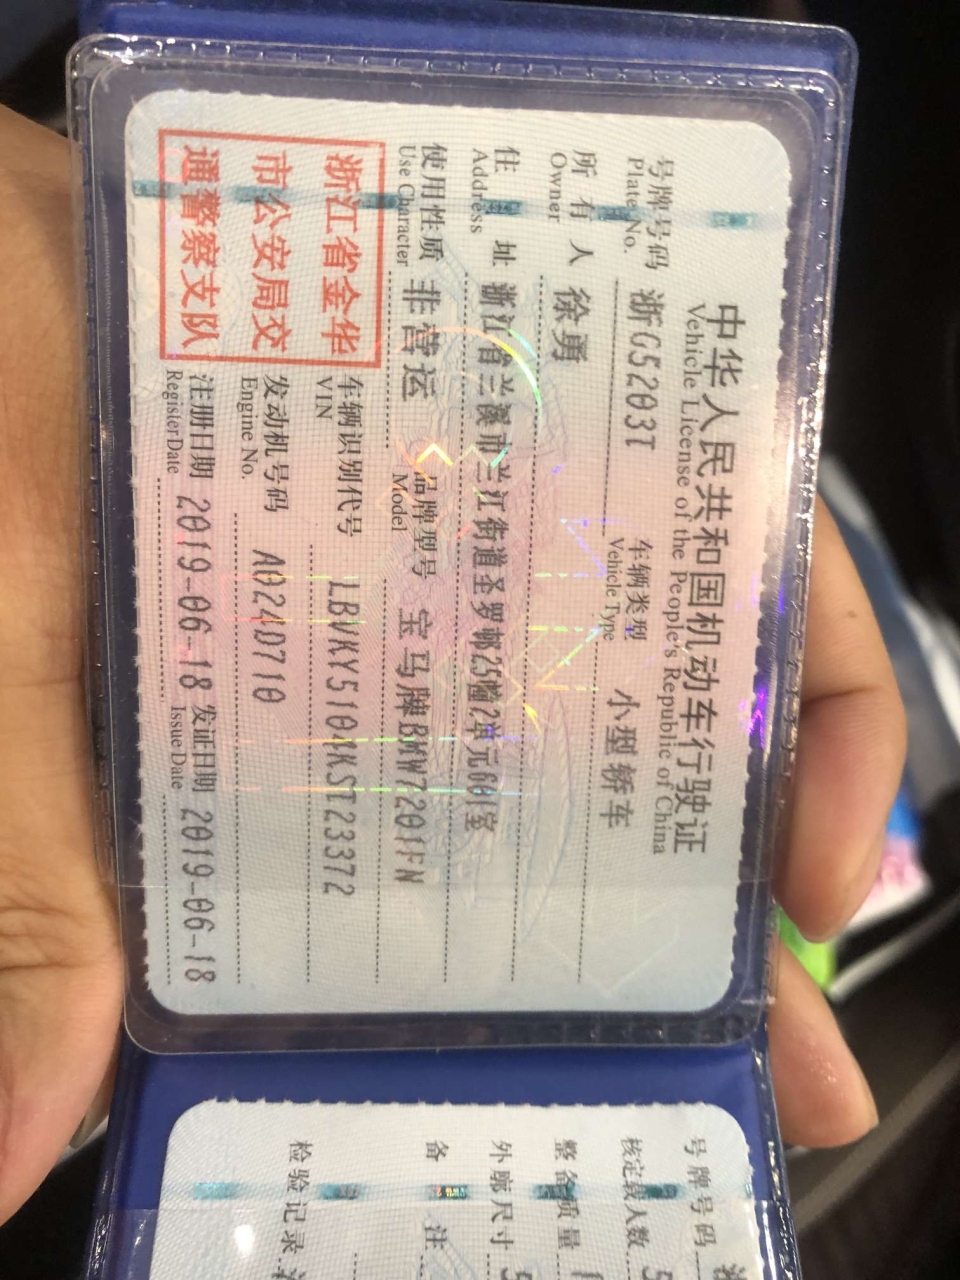 中华人民共和国机动车行驶证
Vehicle License of the People's Republic of China
号牌号码 浙G5203T 车辆类型 小型轿车
Plate No. Vehicle Type
所有人 徐勇
Owner
住址 浙江省兰溪市兰江街道圣罗邨25幢2单元601室
Address
使用性质 非营运 品牌型号 宝马牌BMW7201FN
Use Character Model
浙江省金华
市公安局交
通警察支队
车辆识别代号 LBVKY5104KST23372
VIN
发动机号码 A024D710
Engine No.
注册日期 2019-06-18 发证日期 2019-06-18
Register Date Issue Date
号牌号码
核定载人数 5
整备质量
外廓尺寸
备注
检验记录